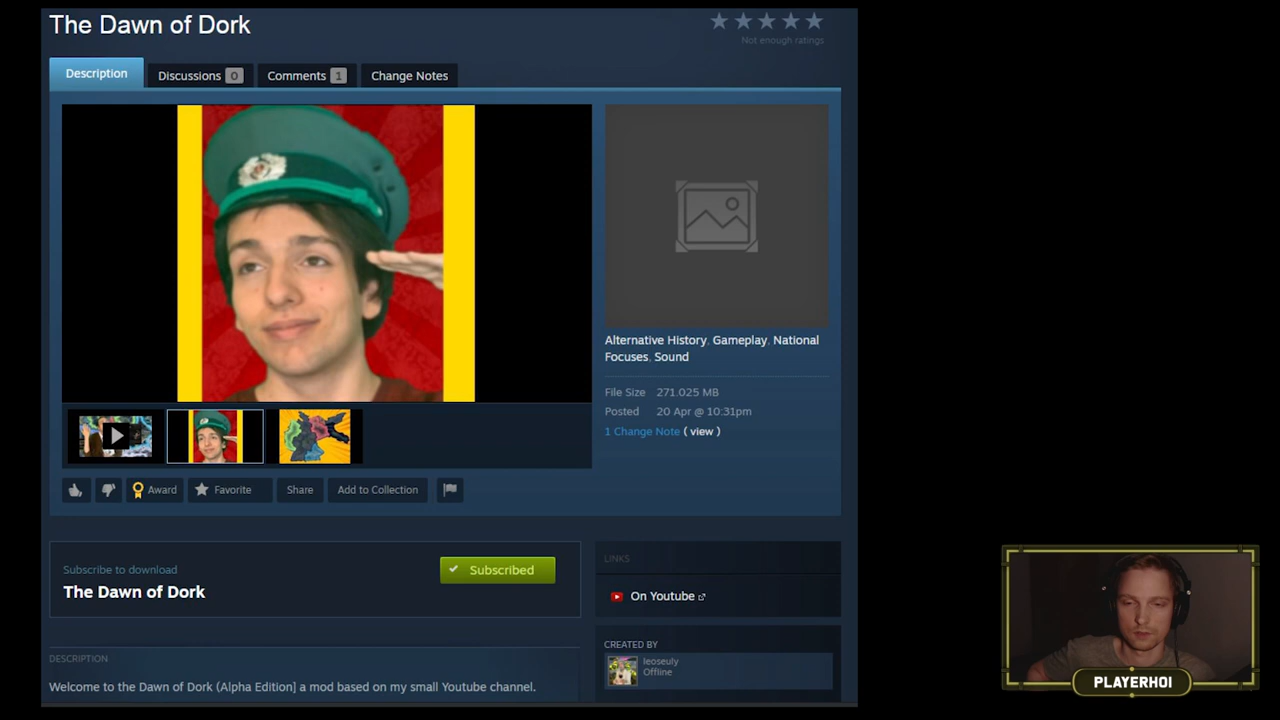 The Dawn of Dork
Not enough ratings
Description
Discussions 0
Comments 1
Change Notes
Alternative History, Gameplay, National
Focuses, Sound
File Size 271.025 MB
Posted 20 Apr @ 10:31pm
1 Change Note ( view )
Award
Favorite
Share
Add to Collection
Subscribe to download
The Dawn of Dork
Subscribed
LINKS
On Youtube
CREATED BY
leoseuly
Offline
DESCRIPTION
Welcome to the Dawn of Dork (Alpha Edition] a mod based on my small Youtube channel.
PLAYERHOI